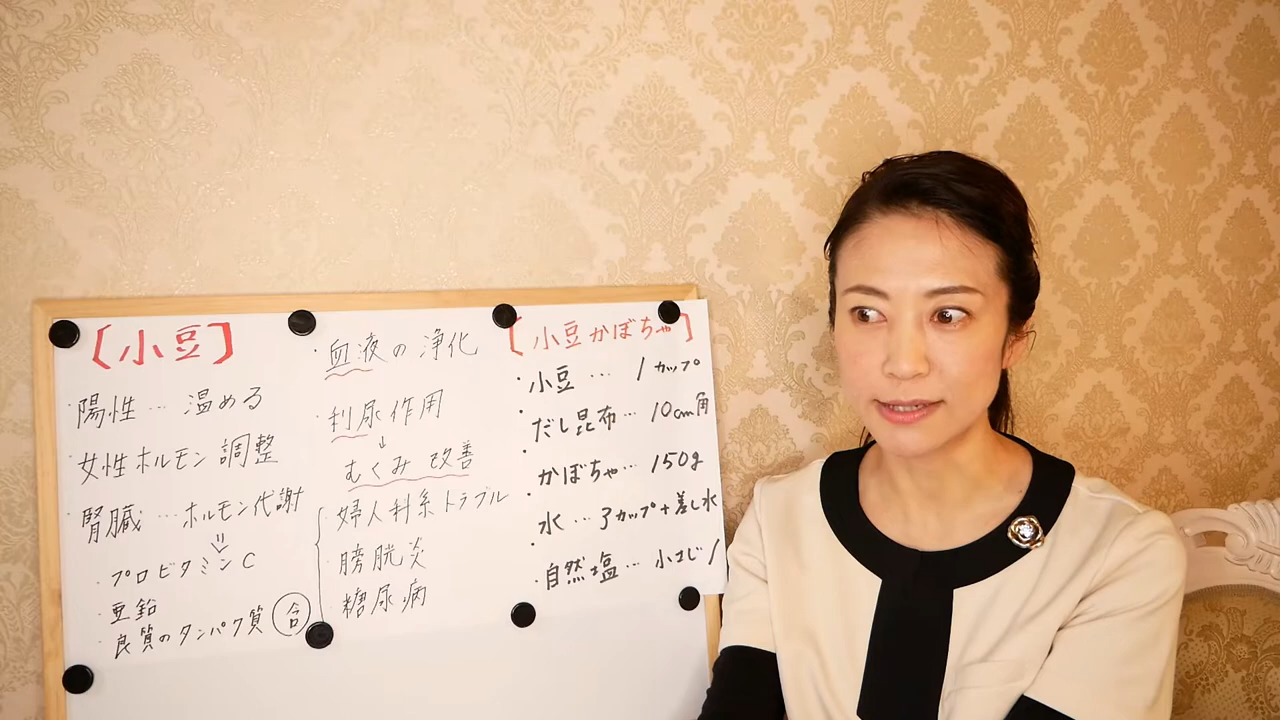 【小豆】
・陽性…温める
・女性ホルモン調整
・腎臓…ホルモン代謝
⇓
・プロビタミンC
・亜鉛
・良質のタンパク質 含
・血液の浄化
・利尿作用
↓
むくみ改善
婦人科系トラブル
膀胱炎
糖尿病
【小豆かぼちゃ】
・小豆…1カップ
・だし昆布…10cm角
・かぼちゃ…150g
・水…3カップ+差し水
・自然塩…小さじ1